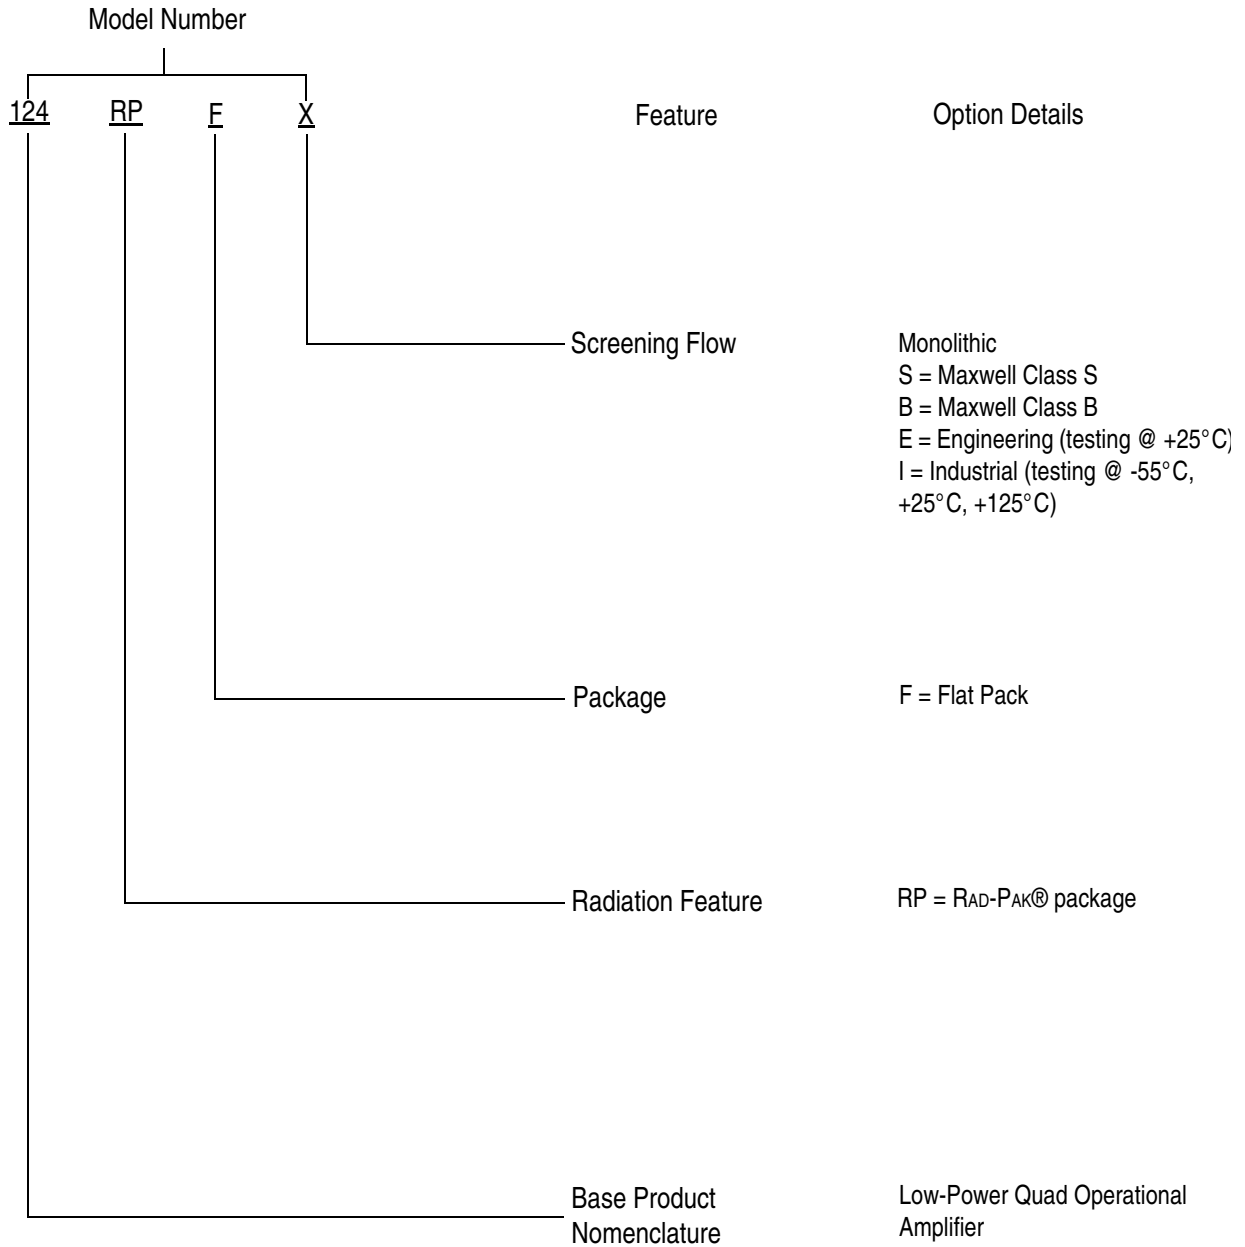 Model Number
124 RP F X Feature Option Details
Screening Flow
Monolithic
S = Maxwell Class S
B = Maxwell Class B
E = Engineering (testing @ +25°C)
I = Industrial (testing @ -55°C,
+25°C, +125°C)
Package
F = Flat Pack
Radiation Feature
RP = RAD-PAK® package
Base Product
Nomenclature
Low-Power Quad Operational
Amplifier